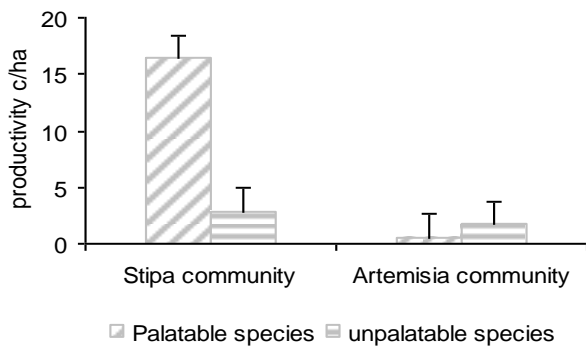 productivity c/ha
20
15
10
5
0
Stipa community Artemisia community
Palatable species unpalatable species